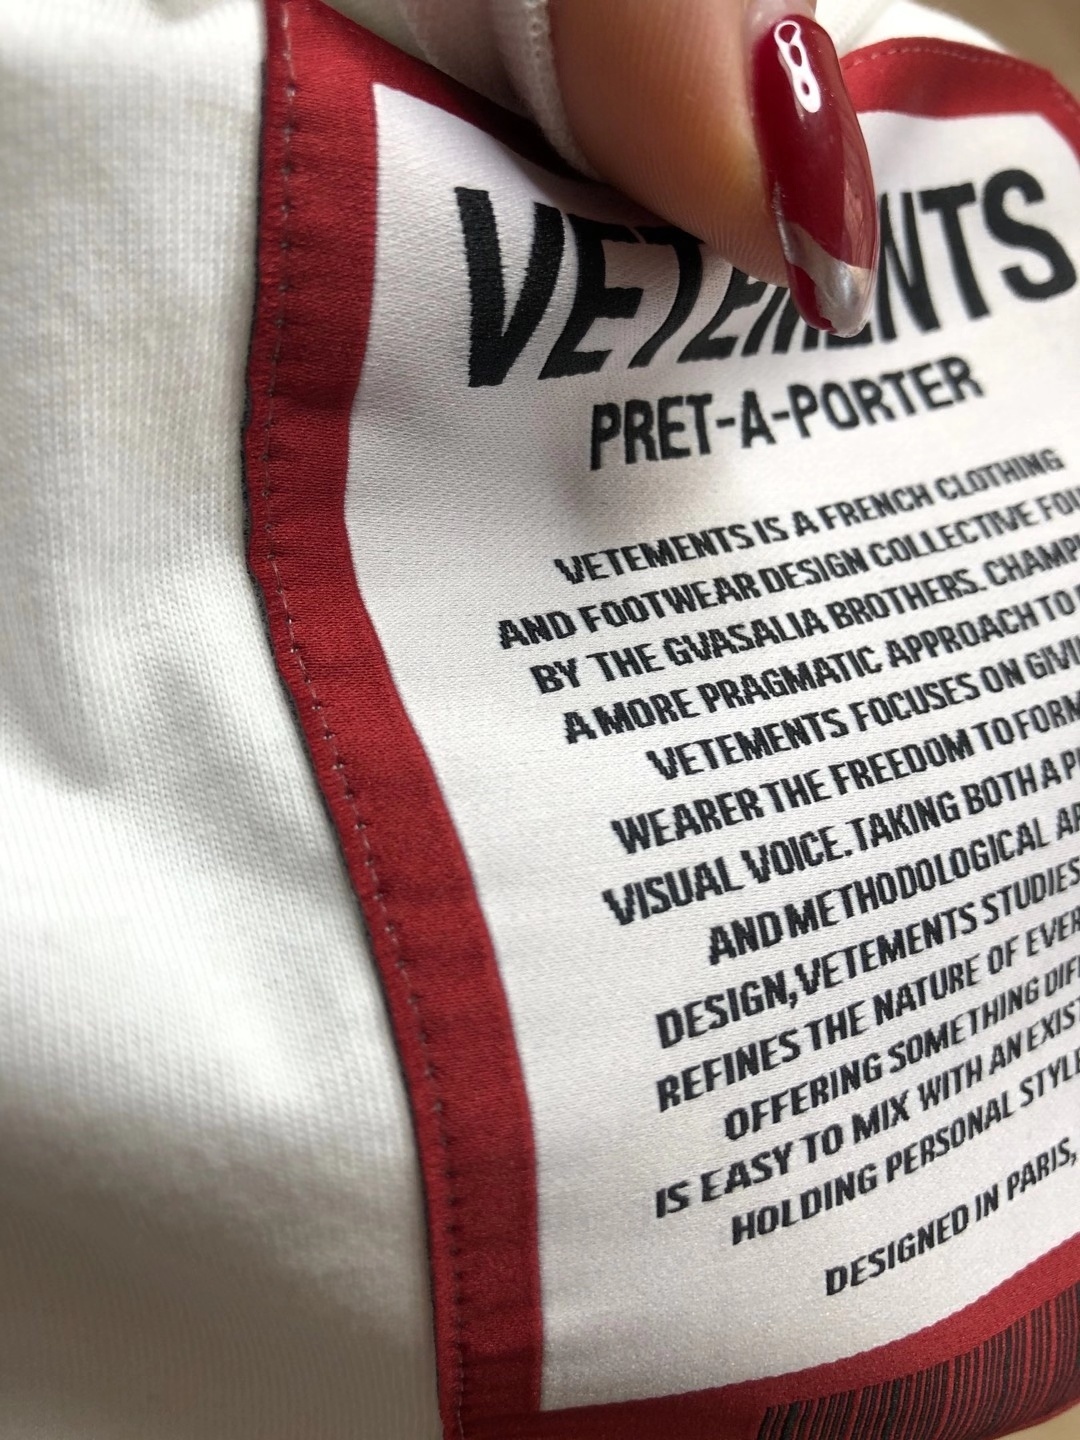 VETEMENTS
PRET-A-PORTER
VETEMENTS IS A FRENCH CLOTHING
AND FOOTWEAR DESIGN COLLECTIVE
BY THE GVASALIA BROTHERS.
A MORE PRAGMATIC APPROACH TO
VETEMENTS FOCUSES ON
WEARER THE FREEDOM TO
VISUAL VOICE. TAKING BOTH A
AND METHODOLOGICAL
DESIGN, VETEMENTS STUDIES
REFINES THE NATURE OF
OFFERING SOMETHING
IS EASY TO MIX WITH AN
HOLDING PERSONAL STYLE
DESIGNED IN PARIS,